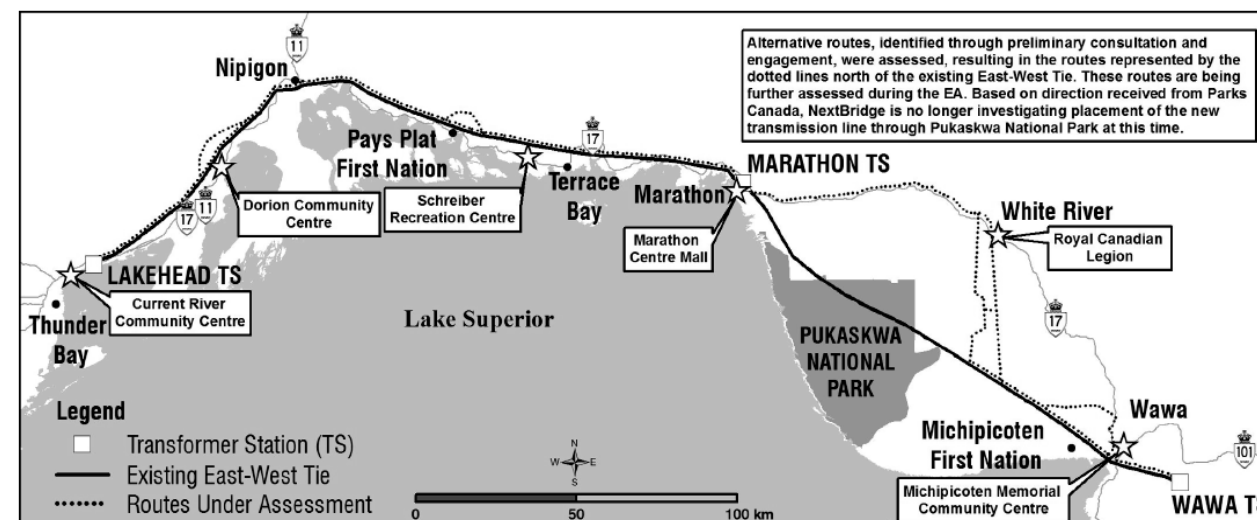 11
Nipigon
Alternative routes, identified through preliminary consultation and
engagement, were assessed, resulting in the routes represented by the
dotted lines north of the existing East-West Tie. These routes are being
further assessed during the EA. Based on direction received from Parks
Canada, NextBridge is no longer investigating placement of the new
transmission line through Pukaskwa National Park at this time.
Pays Plat
First Nation
17
Terrace
Bay
Schreiber
Recreation Centre
Dorion Community
Centre
17
11
MARATHON TS
Marathon
Marathon
Centre Mall
White River
Royal Canadian
Legion
17
LAKEHEAD TS
Current River
Community Centre
Thunder
Bay
Lake Superior
PUKASKWA
NATIONAL
PARK
Wawa
Michipicoten
First Nation
101
Michipicoten Memorial
Community Centre
WAWA TS
Legend
Transformer Station (TS)
Existing East-West Tie
Routes Under Assessment
N
W
E
S
0
50
100 km